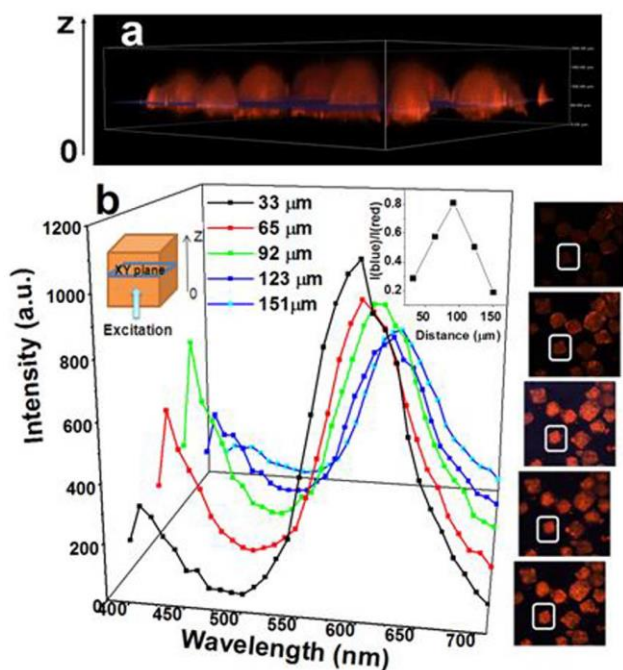 Z
a
0
b
1200
1000
800
600
400
200
0
Intensity (a.u.)
XY plane
Z
0
Excitation
33 μm
65 μm
92 μm
123 μm
151μm
I(blue)/I(red)
0.8
0.6
0.4
0.2
50 100 150
Distance (μm)
400 450 500 550 600 650 700
Wavelength (nm)